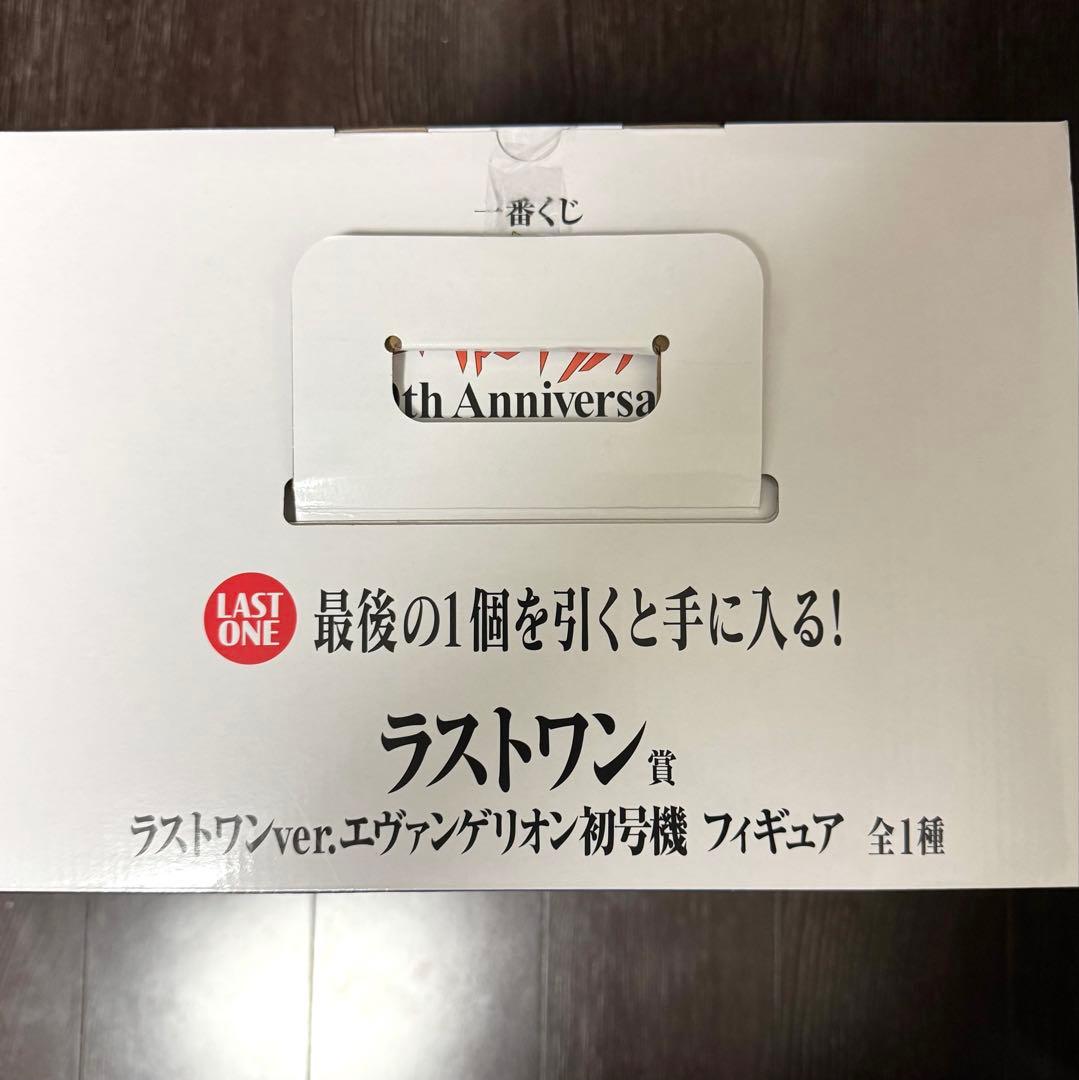 一番くじ
th Anniversa
LAST
ONE
最後の1個を引くと手に入る!
ラストワン賞
ラストワンver.エヴァンゲリオン初号機 フィギュア 全1種